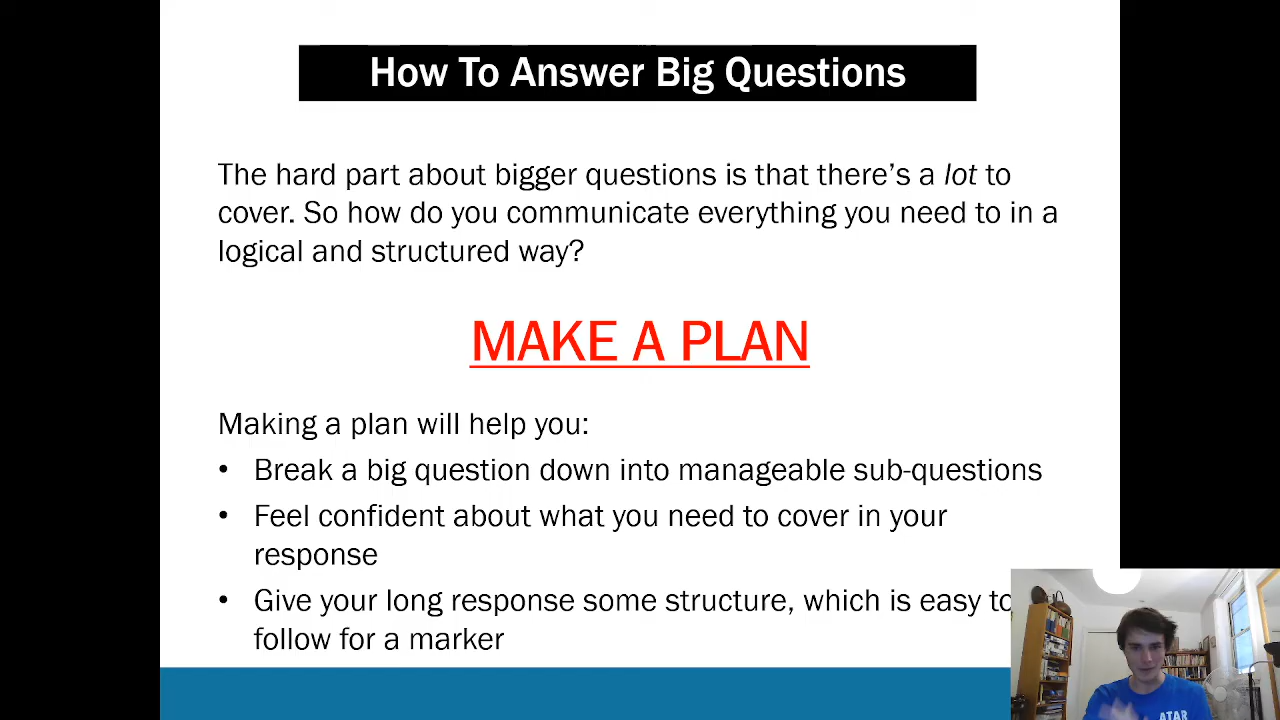 How To Answer Big Questions
The hard part about bigger questions is that there's a lot to
cover. So how do you communicate everything you need to in a
logical and structured way?
MAKE A PLAN
Making a plan will help you:
• Break a big question down into manageable sub-questions
• Feel confident about what you need to cover in your
response
• Give your long response some structure, which is easy to
follow for a marker
ATAR